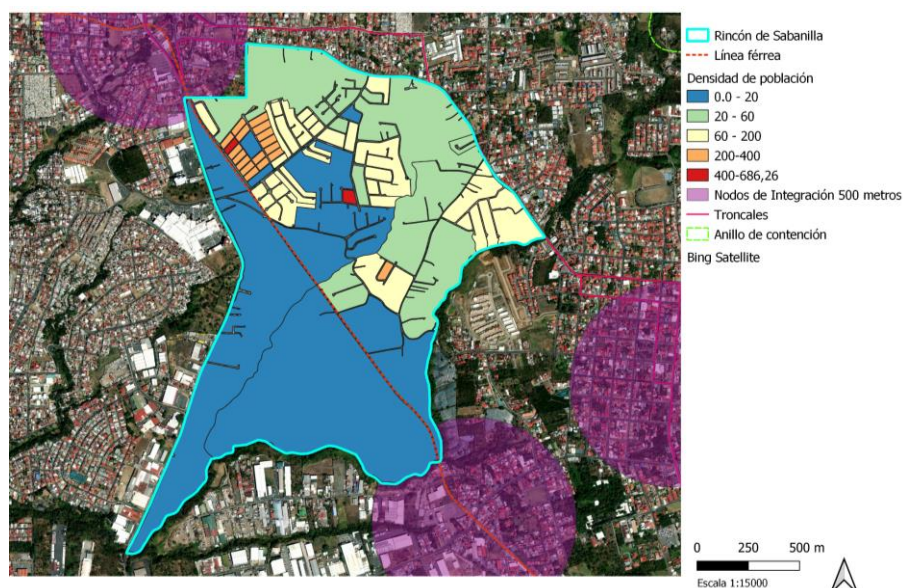 Rincón de Sabanilla
Línea férrea
Densidad de población
0.0 - 20
20 - 60
60 - 200
200-400
400-686,26
Nodos de Integración 500 metros
Troncales
Anillo de contención
Bing Satellite
0 250 500 m
Escala 1:15000